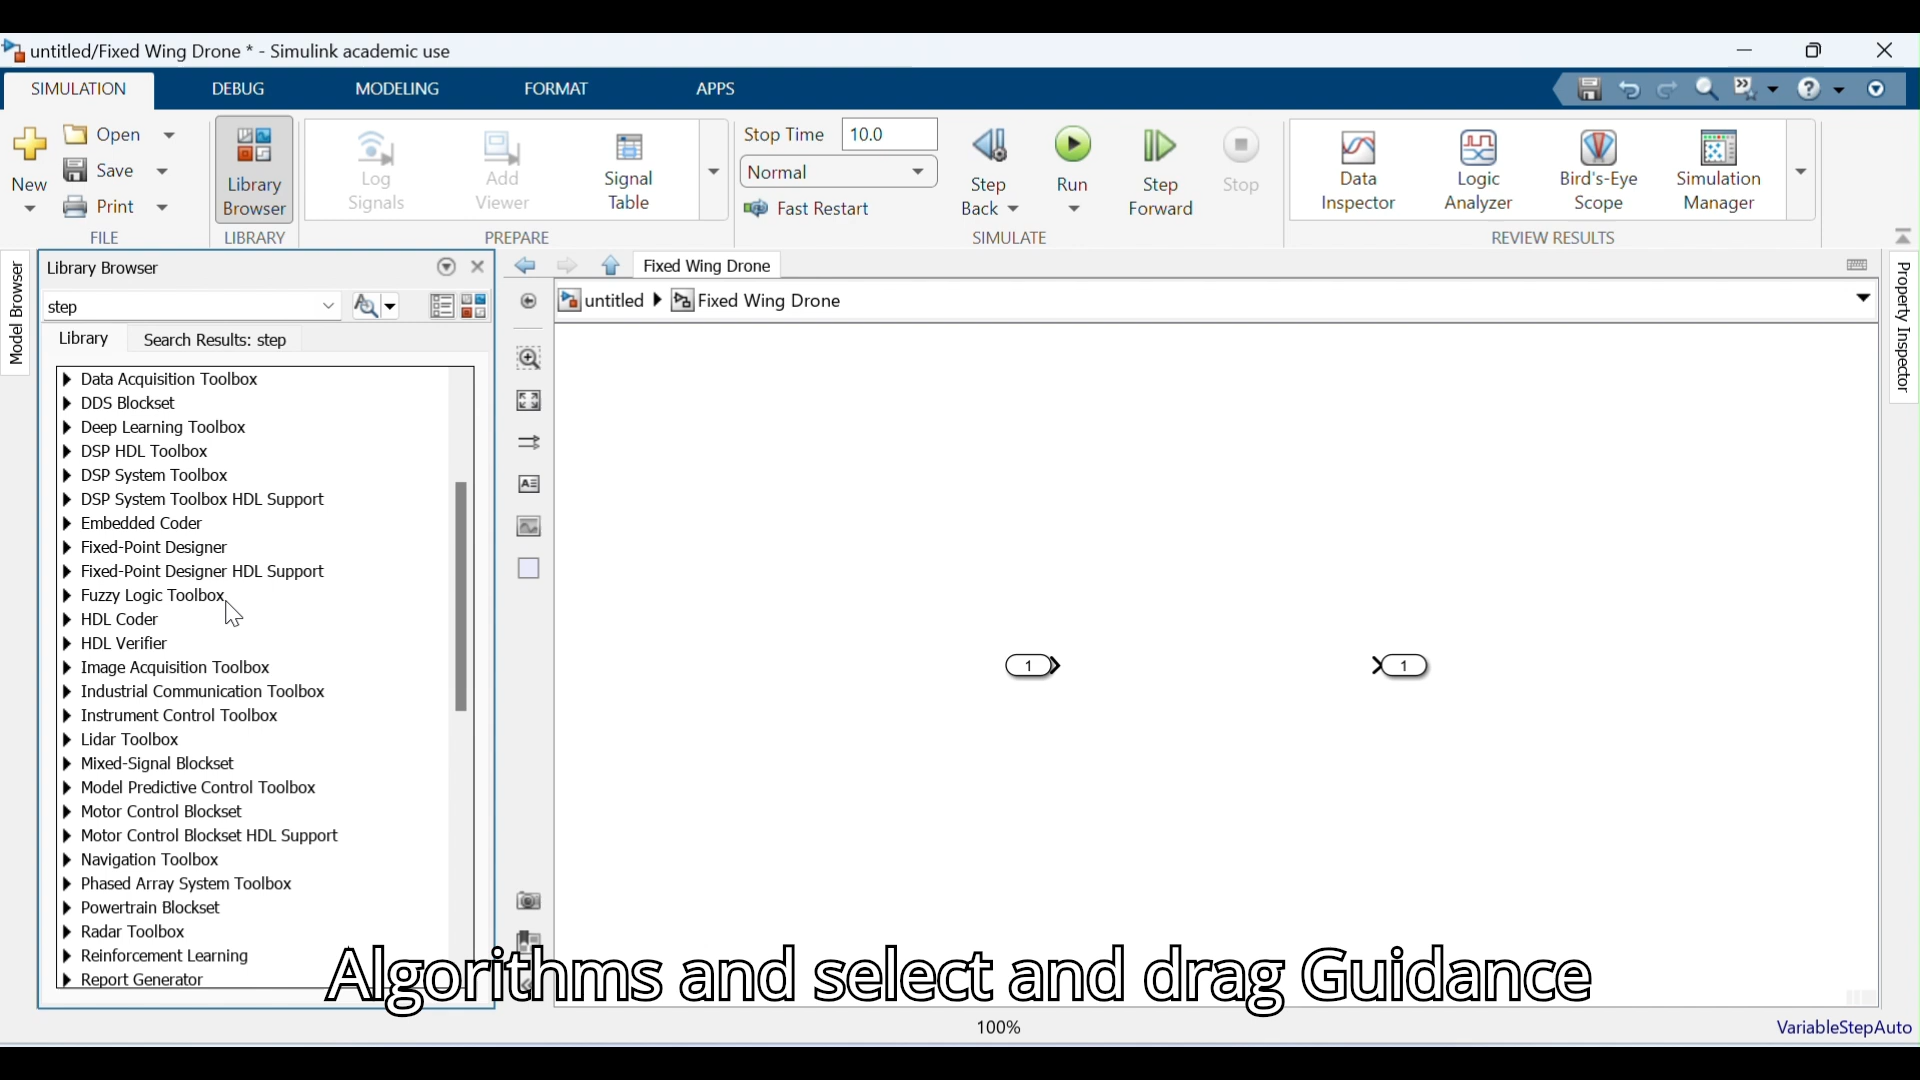 untitled/Fixed Wing Drone * - Simulink academic use
SIMULATION DEBUG MODELING FORMAT APPS
New
Open
Save
Print
FILE
Library Browser
LIBRARY
Log Signals
Add Viewer
Signal Table
PREPARE
Stop Time 10.0
Normal
Fast Restart
Step Back
Run
Step Forward
Stop
SIMULATE
Data Inspector
Logic Analyzer
Bird's-Eye Scope
Simulation Manager
REVIEW RESULTS
Model Browser
Library Browser
step
Library
Search Results: step
Data Acquisition Toolbox
DDS Blockset
Deep Learning Toolbox
DSP HDL Toolbox
DSP System Toolbox
DSP System Toolbox HDL Support
Embedded Coder
Fixed-Point Designer
Fixed-Point Designer HDL Support
Fuzzy Logic Toolbox
HDL Coder
HDL Verifier
Image Acquisition Toolbox
Industrial Communication Toolbox
Instrument Control Toolbox
Lidar Toolbox
Mixed-Signal Blockset
Model Predictive Control Toolbox
Motor Control Blockset
Motor Control Blockset HDL Support
Navigation Toolbox
Phased Array System Toolbox
Powertrain Blockset
Radar Toolbox
Reinforcement Learning
Report Generator
Fixed Wing Drone
untitled Fixed Wing Drone
1
1
Property Inspector
Algorithms and select and drag Guidance
100%
VariableStepAuto